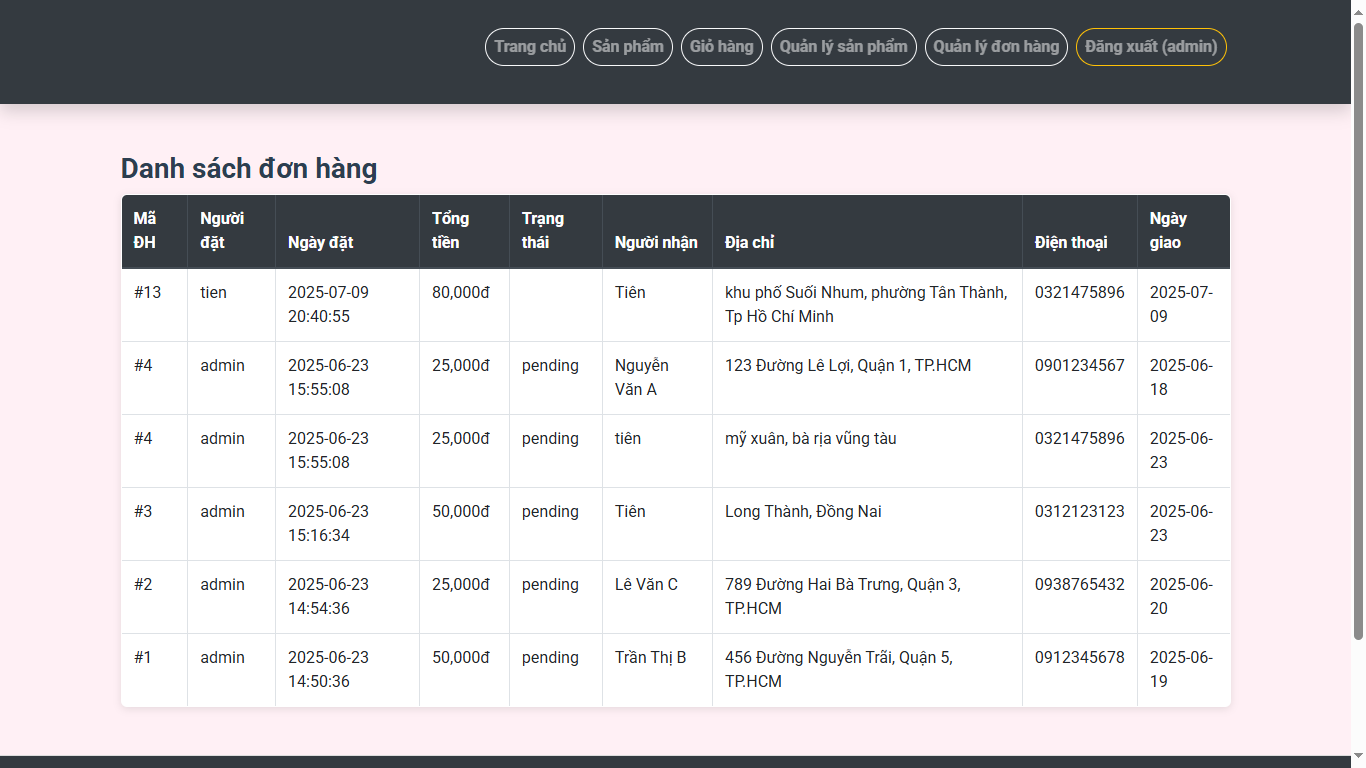 Trang chủ Sản phẩm Giỏ hàng Quản lý sản phẩm Quản lý đơn hàng Đăng xuất (admin)
Danh sách đơn hàng
Mã ĐH Người đặt Ngày đặt Tổng tiền Trạng thái Người nhận Địa chỉ Điện thoại Ngày giao
#13 tien 2025-07-09 20:40:55 80,000đ Tiên khu phố Suối Nhum, phường Tân Thành, Tp Hồ Chí Minh 0321475896 2025-07-09
#4 admin 2025-06-23 15:55:08 25,000đ pending Nguyễn Văn A 123 Đường Lê Lợi, Quận 1, TP.HCM 0901234567 2025-06-18
#4 admin 2025-06-23 15:55:08 25,000đ pending tiên mỹ xuân, bà rịa vũng tàu 0321475896 2025-06-23
#3 admin 2025-06-23 15:16:34 50,000đ pending Tiên Long Thành, Đồng Nai 0312123123 2025-06-23
#2 admin 2025-06-23 14:54:36 25,000đ pending Lê Văn C 789 Đường Hai Bà Trưng, Quận 3, TP.HCM 0938765432 2025-06-20
#1 admin 2025-06-23 14:50:36 50,000đ pending Trần Thị B 456 Đường Nguyễn Trãi, Quận 5, TP.HCM 0912345678 2025-06-19